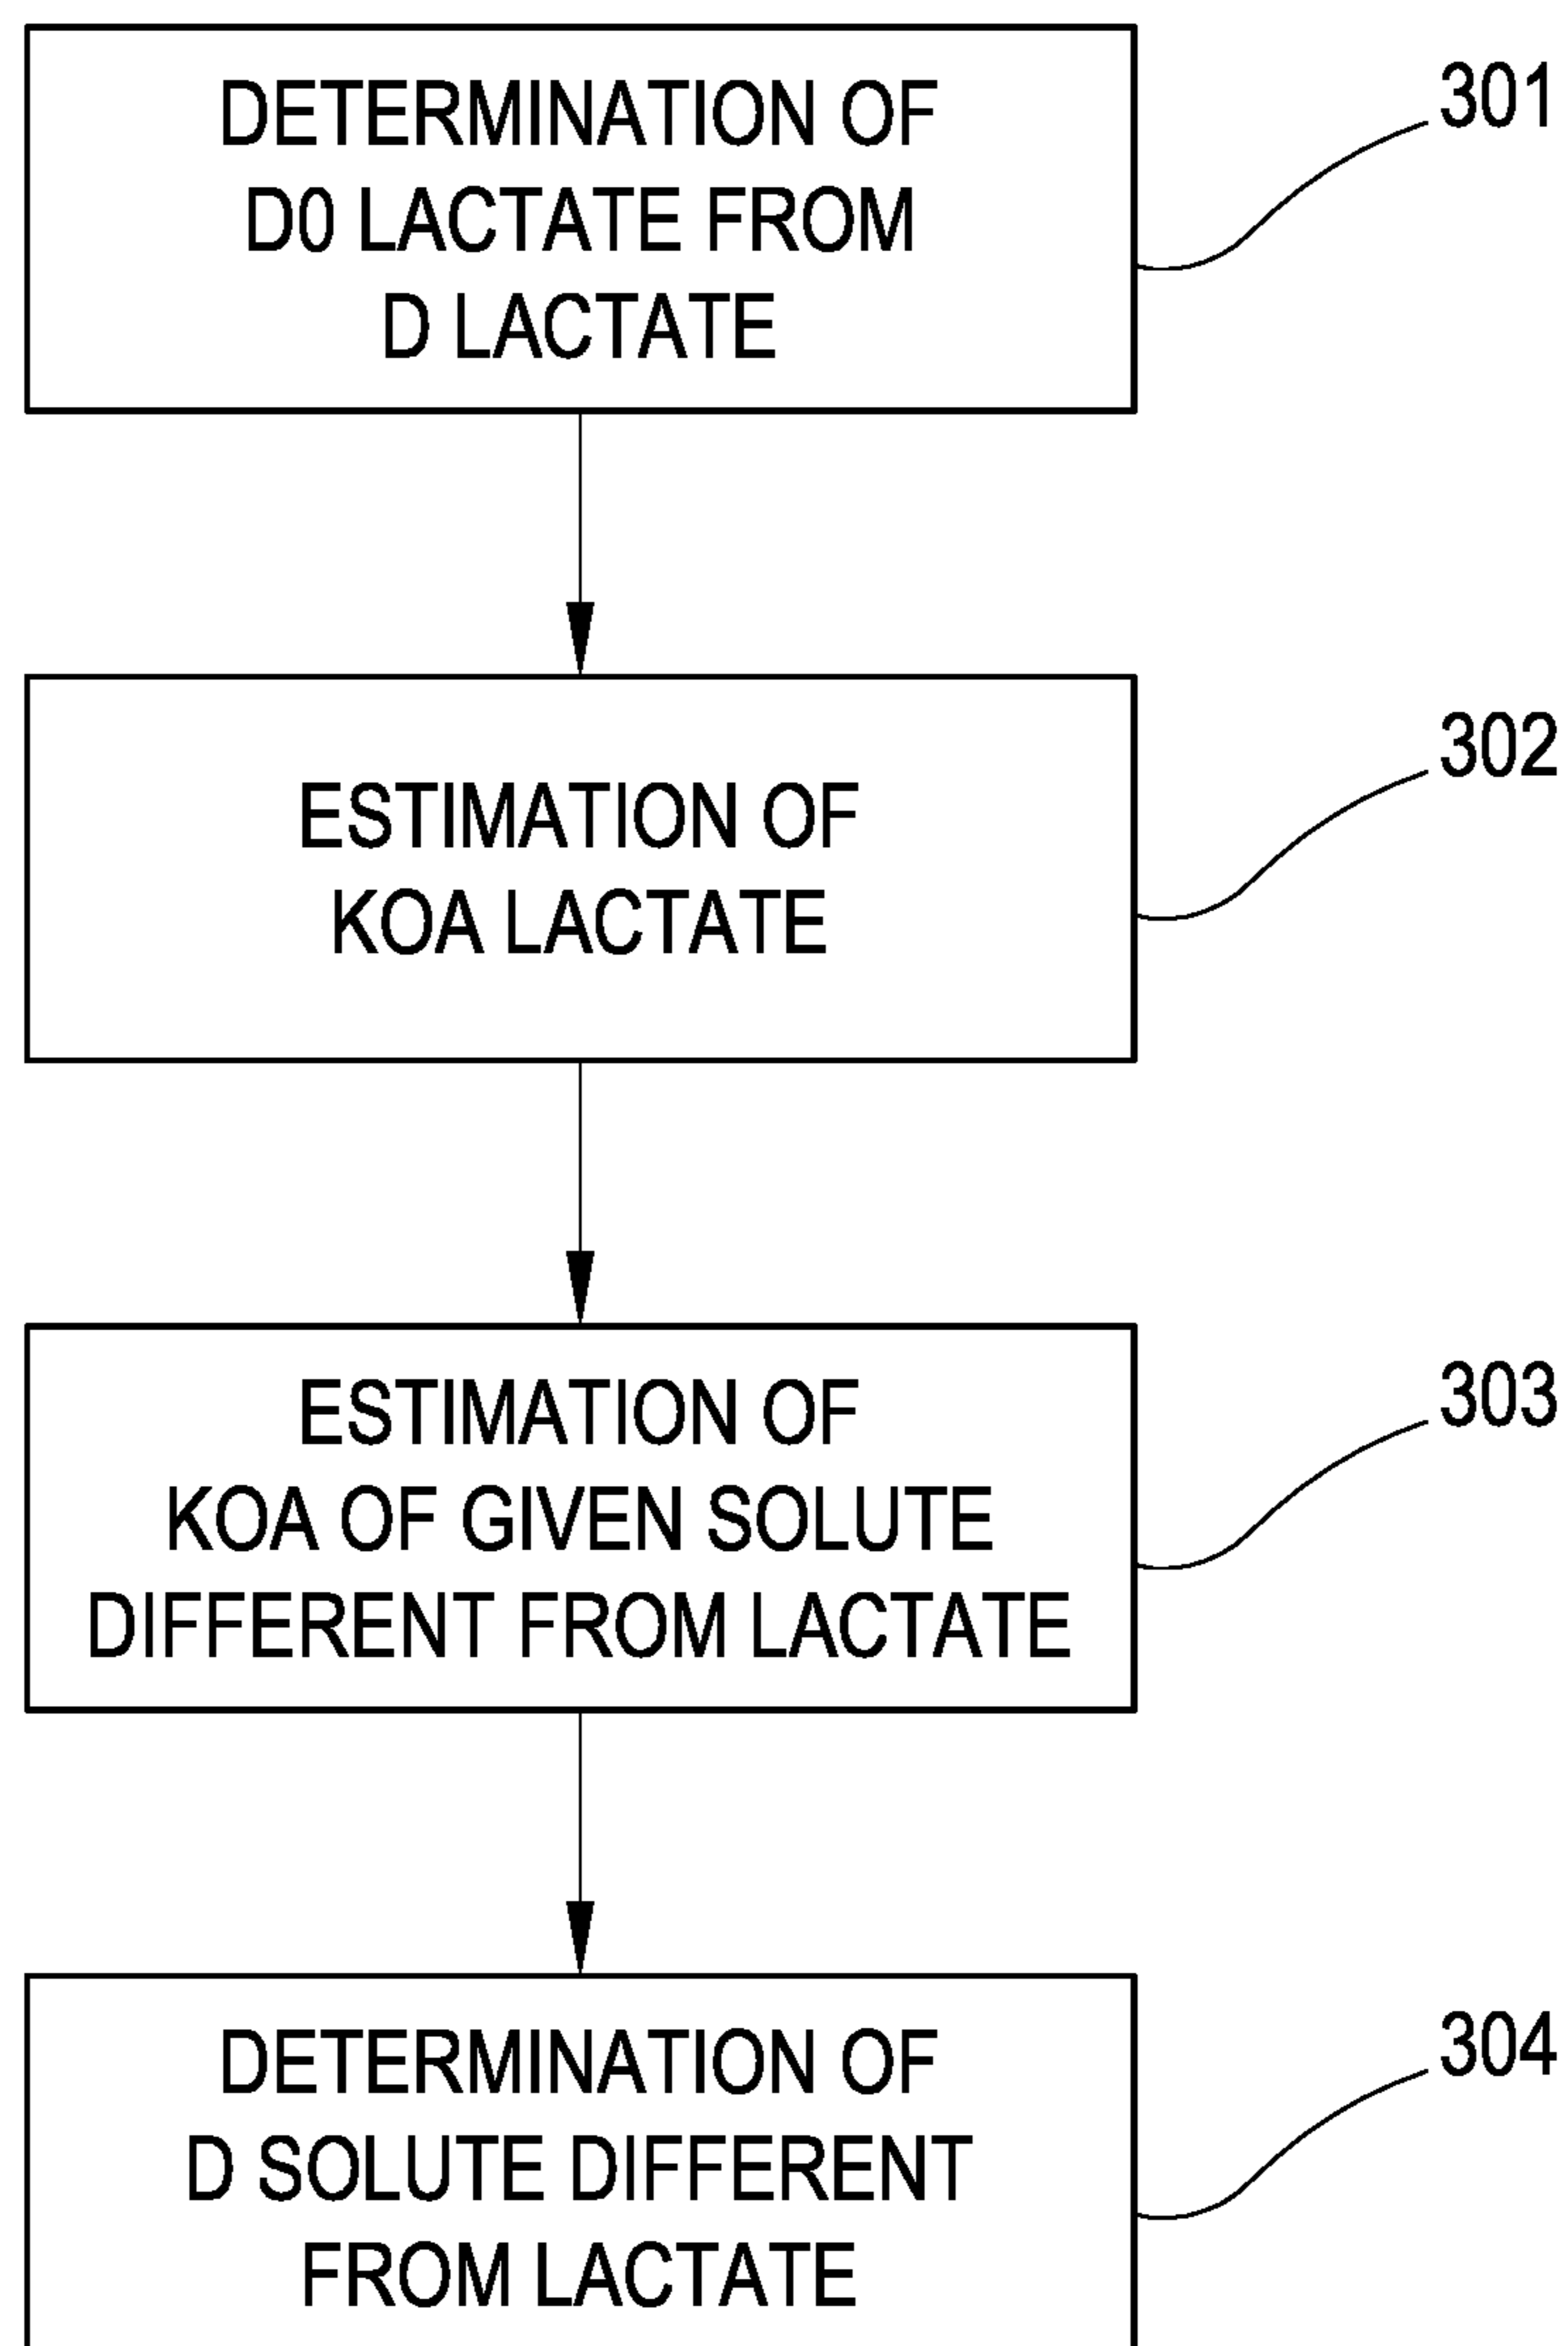 DETERMINATION OF
D0 LACTATE FROM
D LACTATE
301
ESTIMATION OF
KOA LACTATE
302
ESTIMATION OF
KOA OF GIVEN SOLUTE
DIFFERENT FROM LACTATE
303
DETERMINATION OF
D SOLUTE DIFFERENT
FROM LACTATE
304